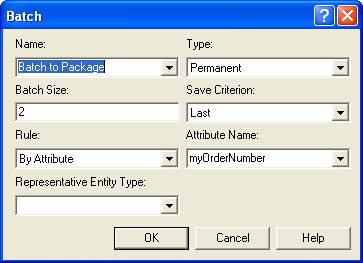 Batch
Name: Type:
Batch to Package Permanent
Batch Size: Save Criterion:
2 Last
Rule: Attribute Name:
By Attribute myOrderNumber
Representative Entity Type:
OK Cancel Help